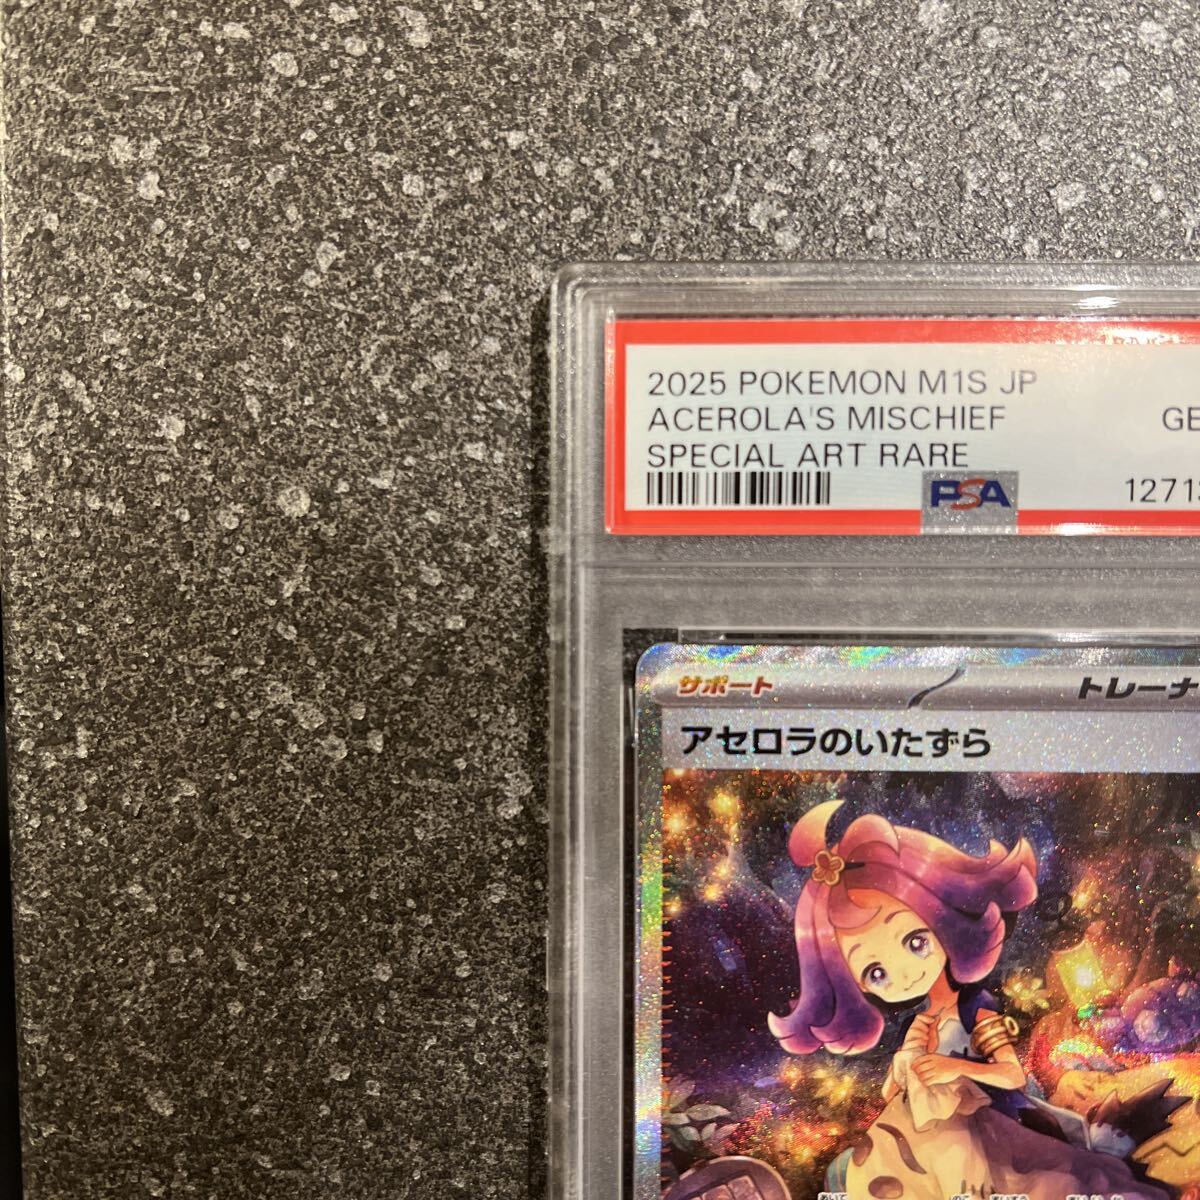 2025 POKEMON M1S JP
ACEROLA'S MISCHIEF
SPECIAL ART RARE
PSA
サポート
アセロラのいたずら